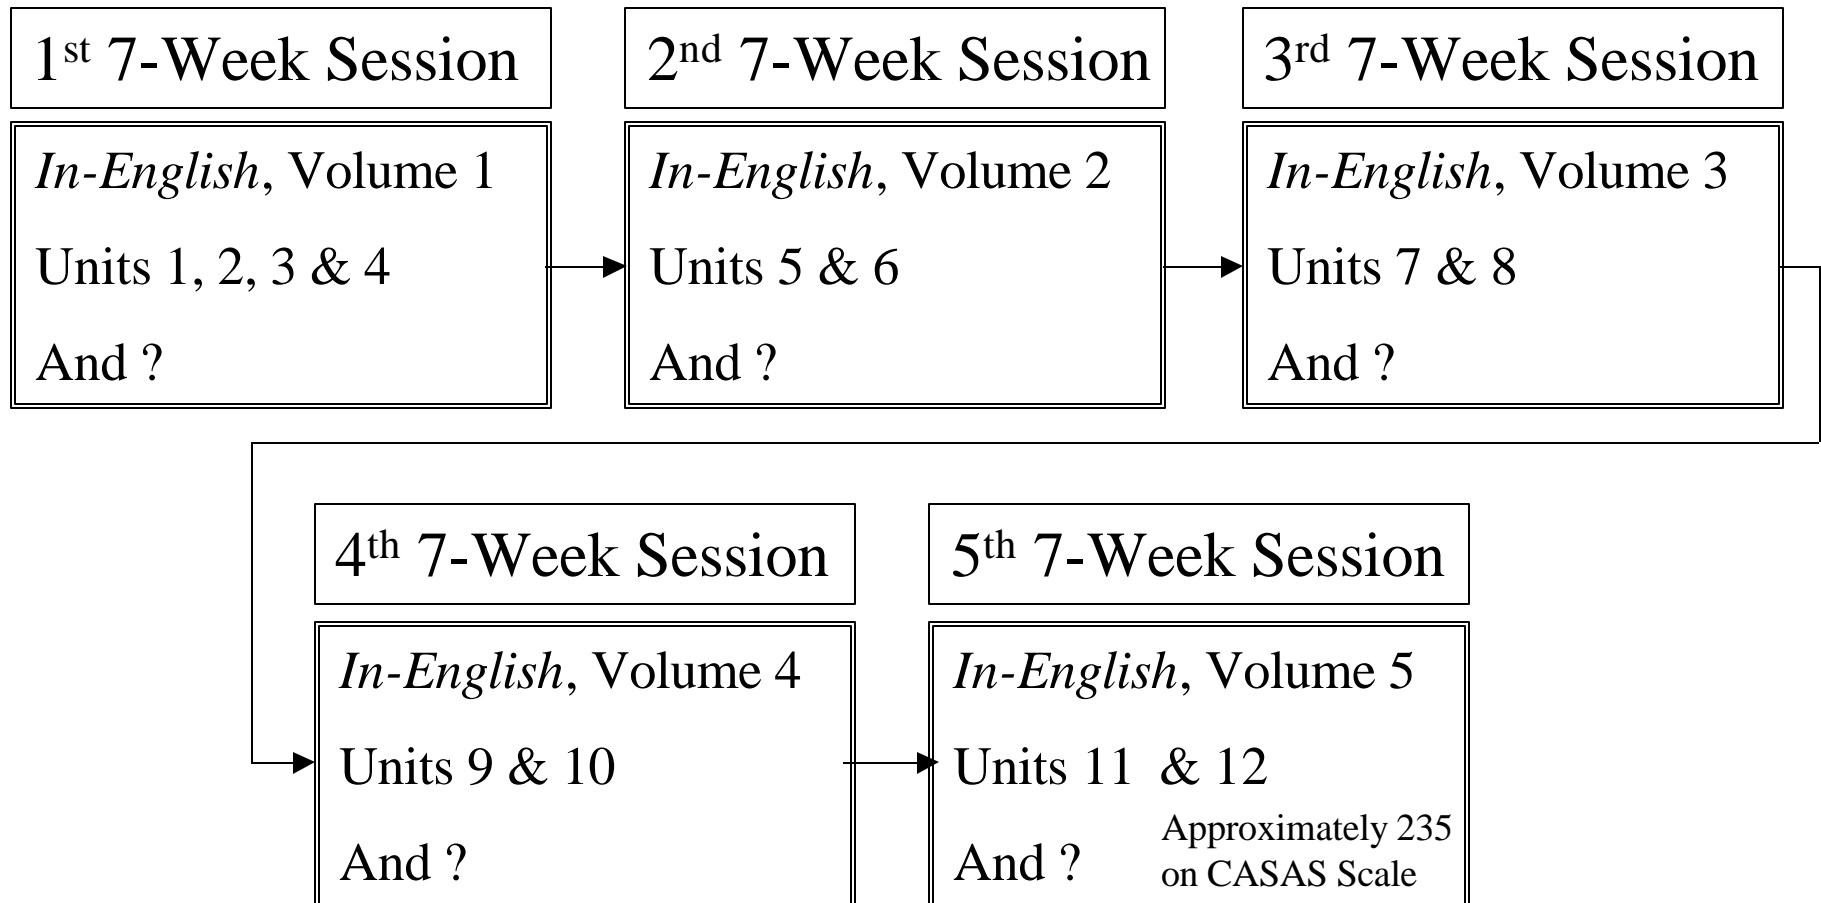 1st 7-Week Session
2nd 7-Week Session
3rd 7-Week Session
In-English, Volume 1
Units 1, 2, 3 & 4
And ?
In-English, Volume 2
Units 5 & 6
And ?
In-English, Volume 3
Units 7 & 8
And ?
4th 7-Week Session
5th 7-Week Session
In-English, Volume 4
Units 9 & 10
And ?
In-English, Volume 5
Units 11 & 12
And ?
Approximately 235
on CASAS Scale